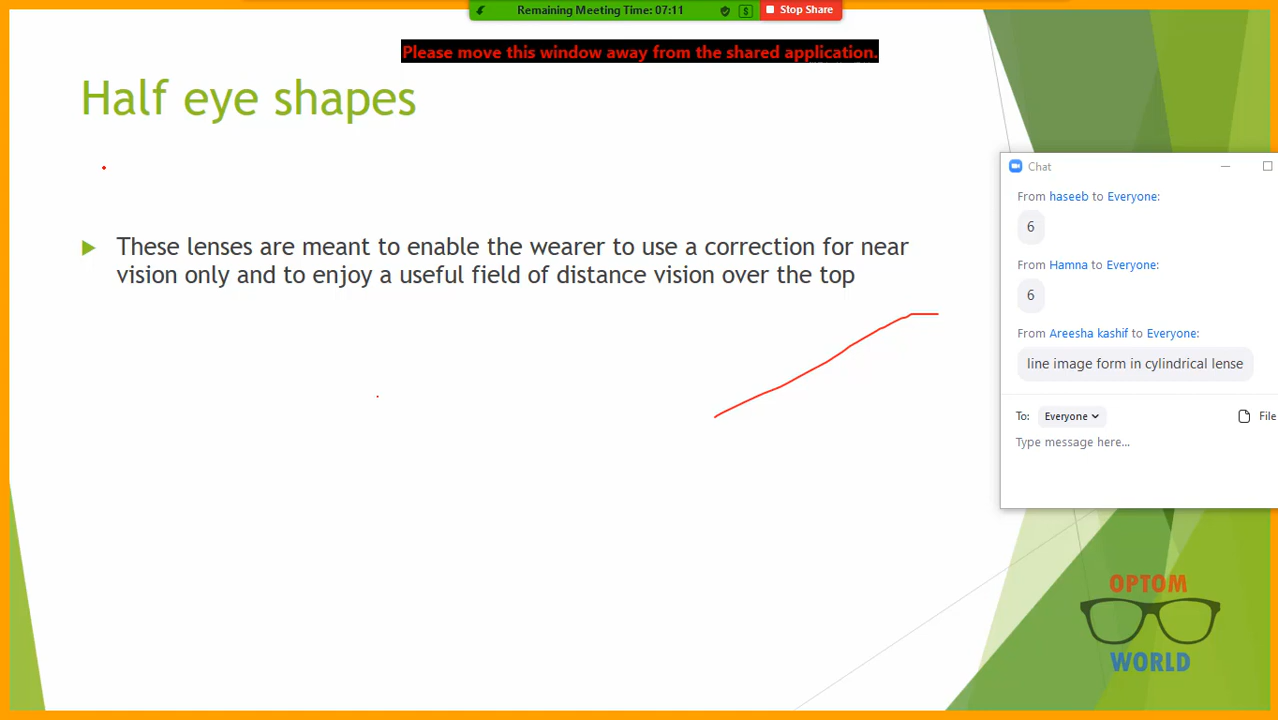 Remaining Meeting Time: 07:11
$
Stop Share
Please move this window away from the shared application.
Half eye shapes
These lenses are meant to enable the wearer to use a correction for near
vision only and to enjoy a useful field of distance vision over the top
Chat
From haseeb to Everyone:
6
From Hamna to Everyone:
6
From Areesha kashif to Everyone:
line image form in cylindrical lense
To: Everyone File
Type message here...
OPTOM
WORLD